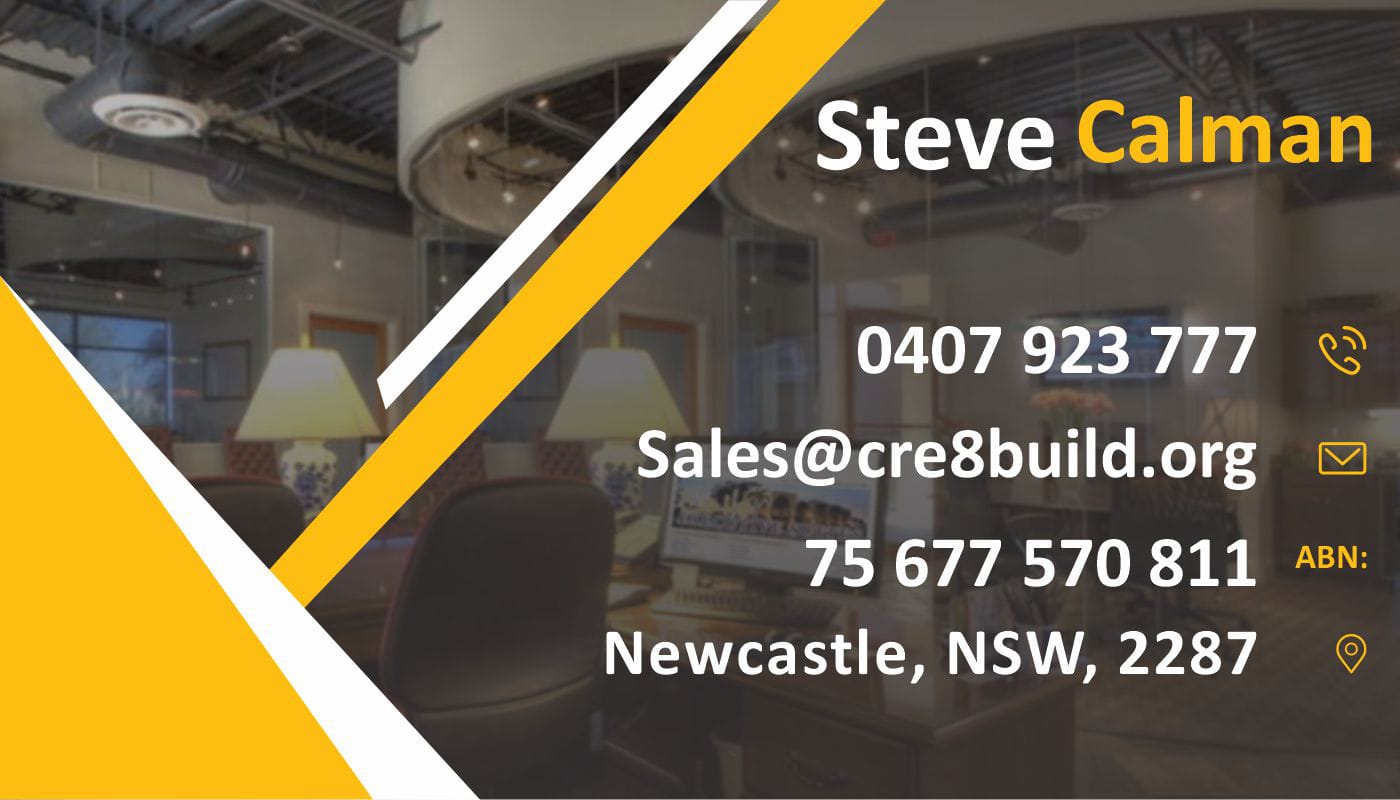 Steve Calman
0407 923 777
Sales@cre8build.org
75 677 570 811 ABN:
Newcastle, NSW, 2287